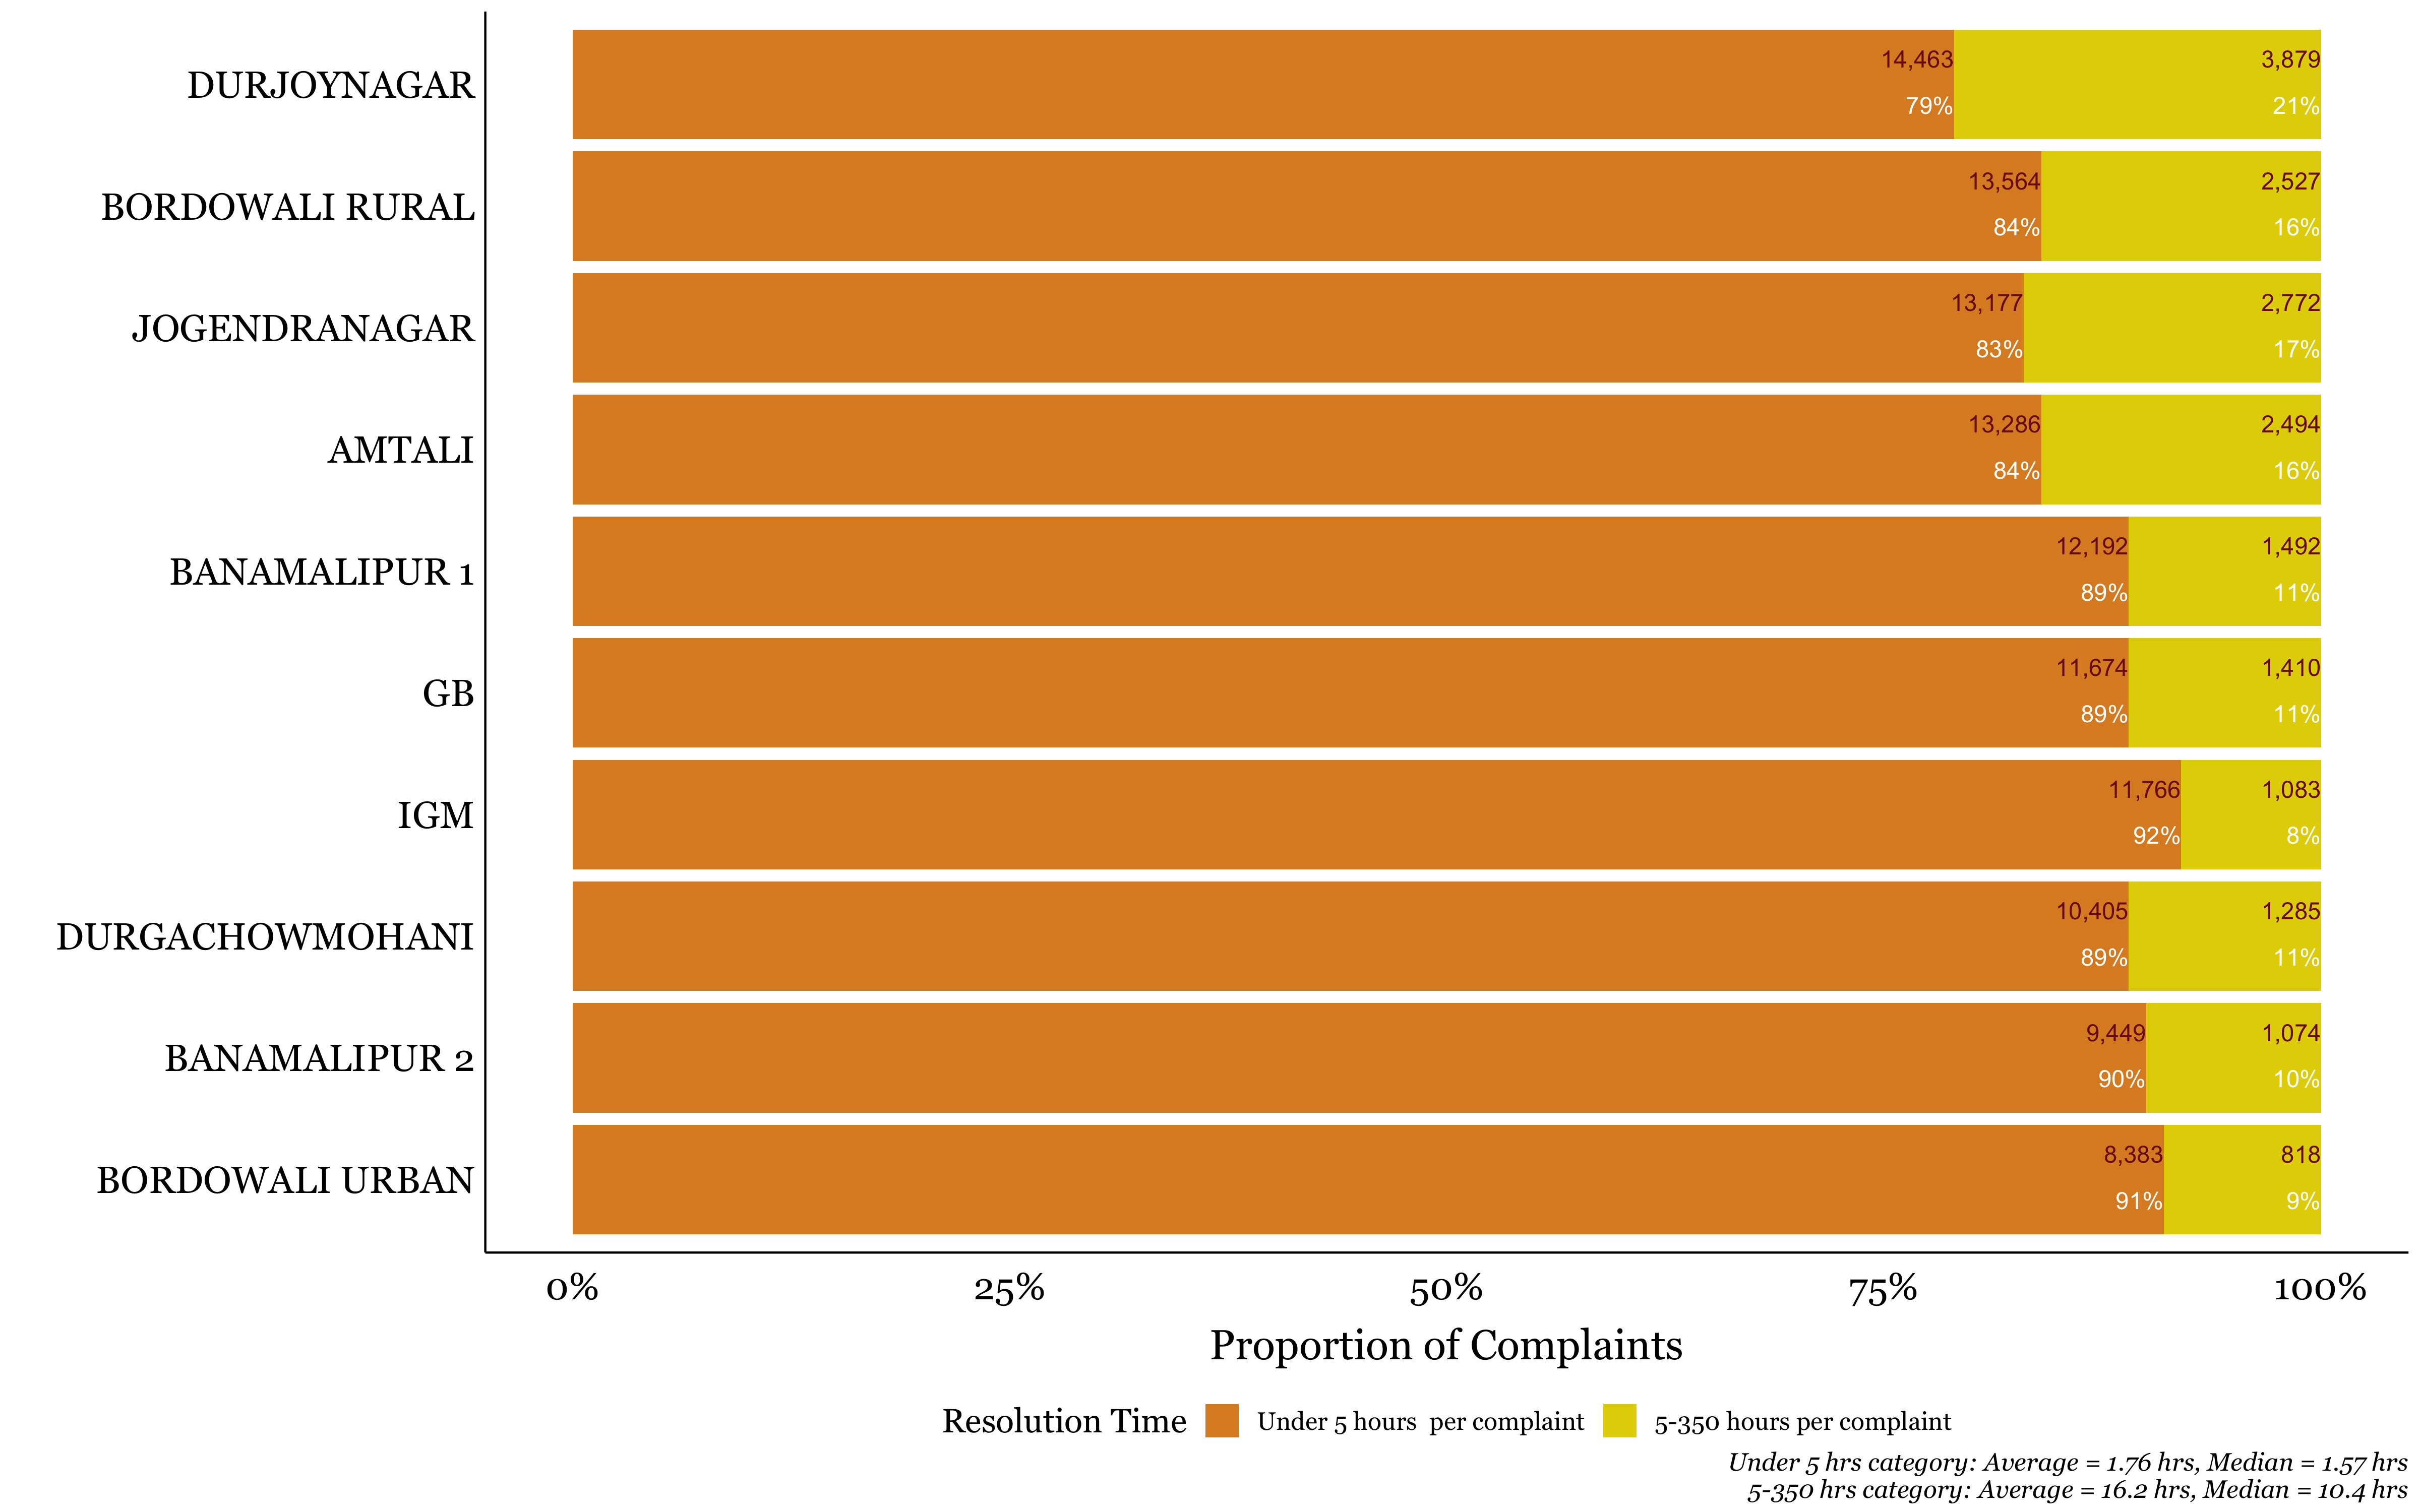 DURJOYNAGAR
14,463
3,879
79%
21%
BORDOWALI RURAL
13,564
2,527
84%
16%
JOGENDRANAGAR
13,177
2,772
83%
17%
AMTALI
13,286
2,494
84%
16%
BANAMALIPUR 1
12,192
1,492
89%
11%
GB
11,674
1,410
89%
11%
IGM
11,766
1,083
92%
8%
DURGACHOWMOHANI
10,405
1,285
89%
11%
BANAMALIPUR 2
9,449
1,074
90%
10%
BORDOWALI URBAN
8,383
818
91%
9%
0% 25% 50% 75% 100%
Proportion of Complaints
Resolution Time Under 5 hours per complaint 5-350 hours per complaint
Under 5 hrs category: Average = 1.76 hrs, Median = 1.57 hrs
5-350 hrs category: Average = 16.2 hrs, Median = 10.4 hrs